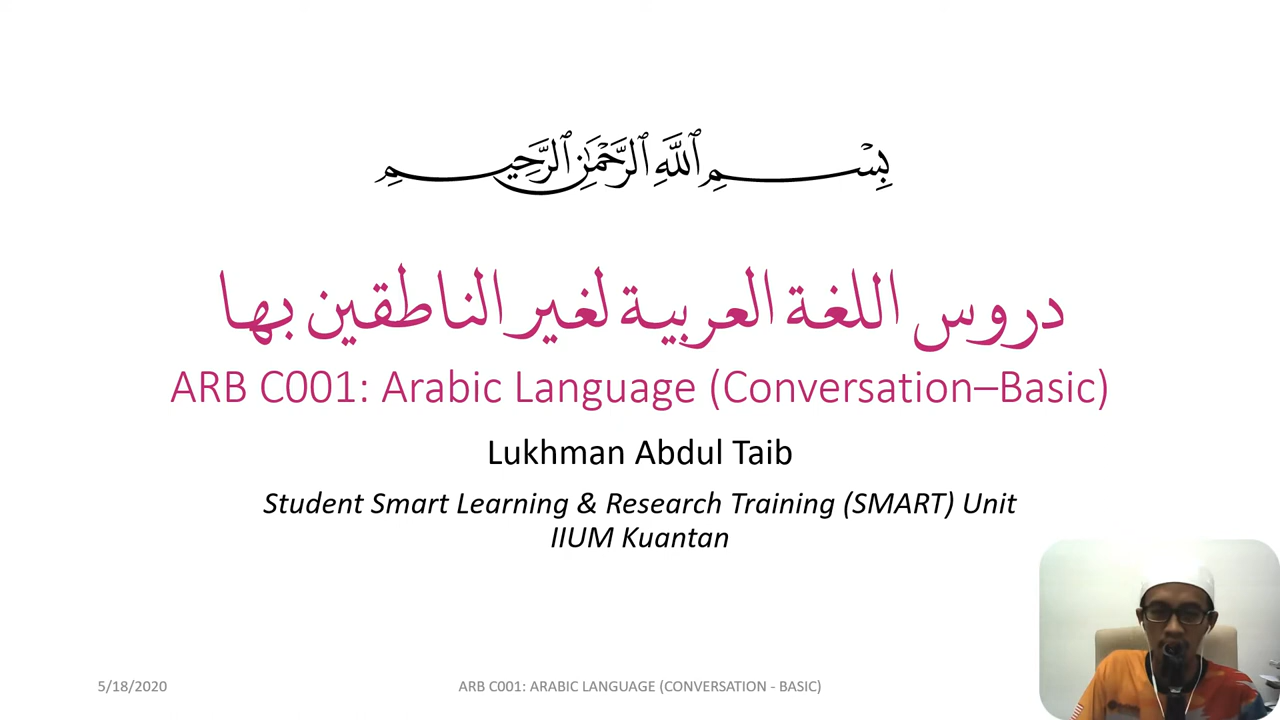 بِسْمِ ٱللَّهِ ٱلرَّحْمَٰنِ ٱلرَّحِيمِ
دروس اللغة العربية لغير الناطقين بها
ARB C001: Arabic Language (Conversation–Basic)
Lukhman Abdul Taib
Student Smart Learning & Research Training (SMART) Unit
IIUM Kuantan
5/18/2020
ARB C001: ARABIC LANGUAGE (CONVERSATION - BASIC)